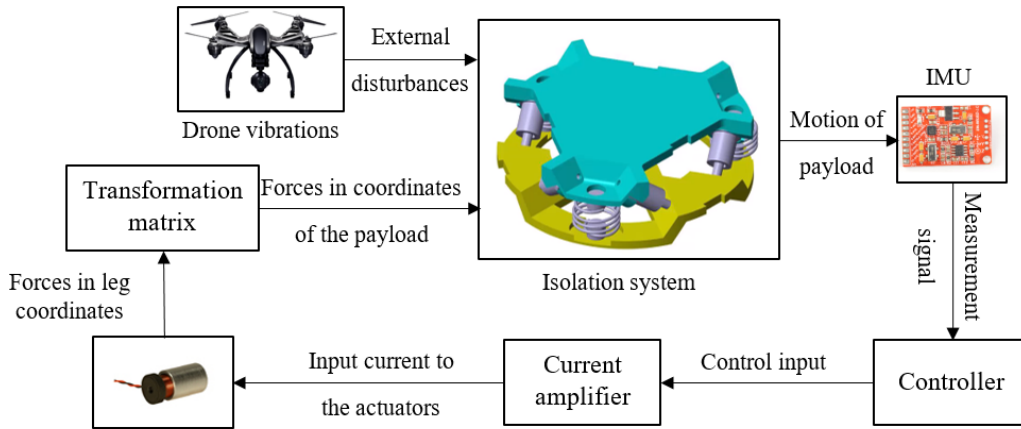 External
disturbances
Drone vibrations
IMU
Motion of
payload
Transformation
matrix
Forces in coordinates
of the payload
Isolation system
Measurement
signal
Forces in leg
coordinates
Input current to
the actuators
Current
amplifier
Control input
Controller